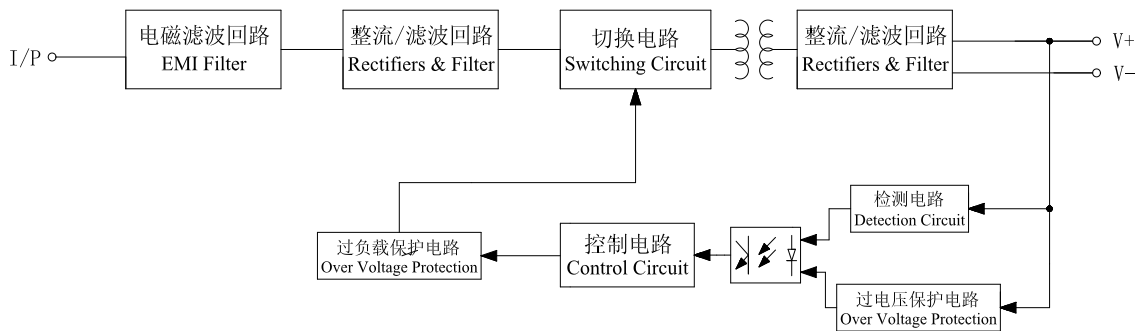 I/P
电磁滤波回路
EMI Filter
整流/滤波回路
Rectifiers & Filter
切换电路
Switching Circuit
整流/滤波回路
Rectifiers & Filter
V+
V-
检测电路
Detection Circuit
过负载保护电路
Over Voltage Protection
控制电路
Control Circuit
过电压保护电路
Over Voltage Protection